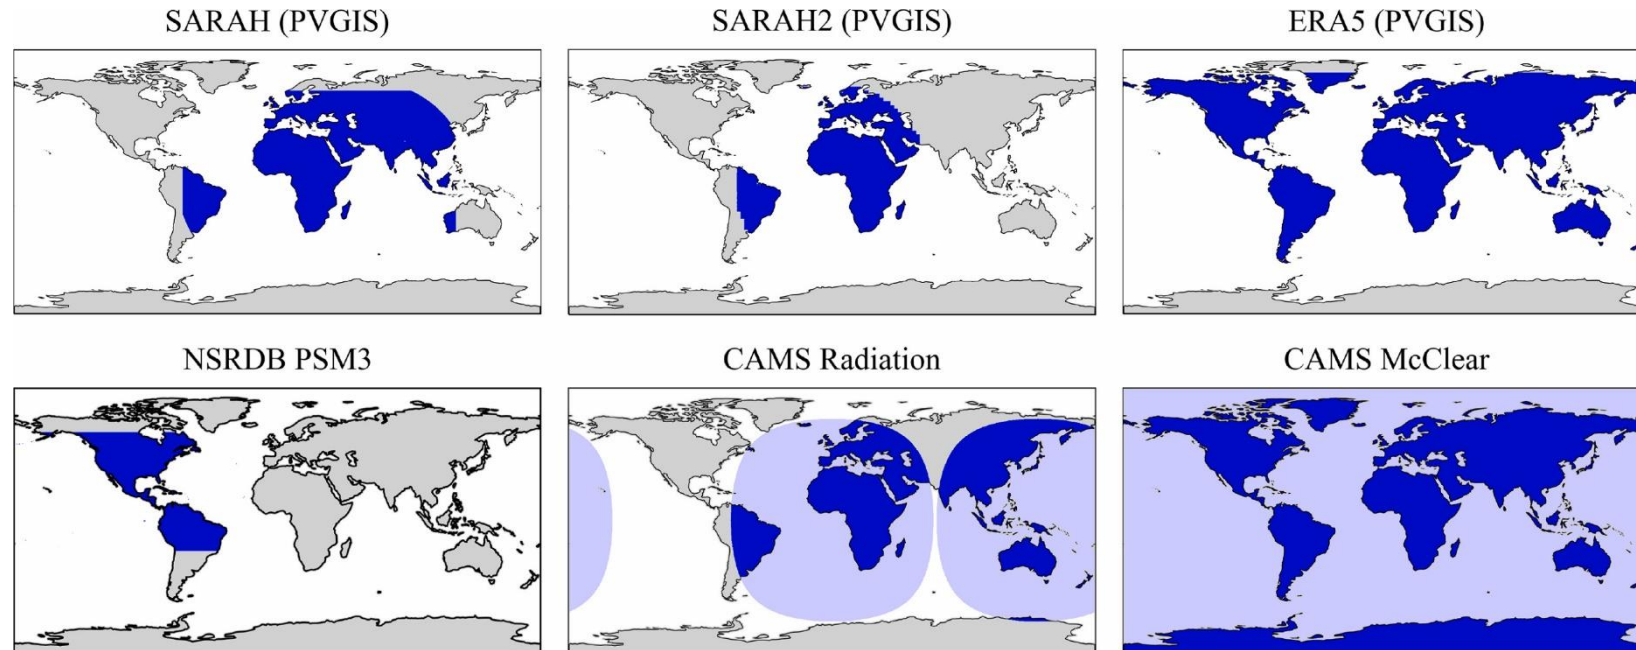 SARAH (PVGIS)
SARAH2 (PVGIS)
ERA5 (PVGIS)
NSRDB PSM3
CAMS Radiation
CAMS McClear